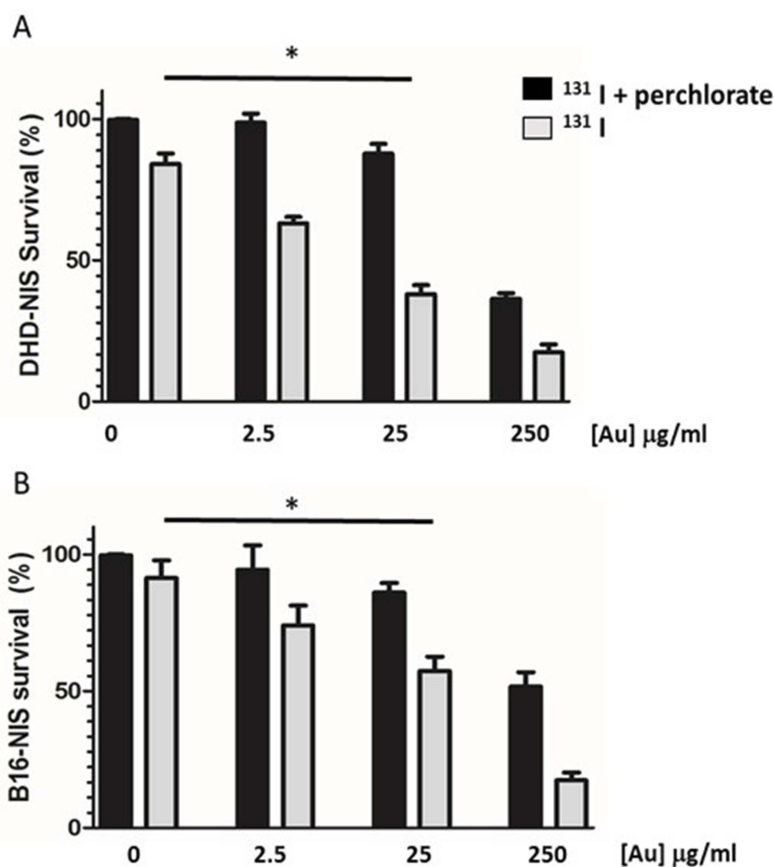 A
*
¹³¹ I + perchlorate
¹³¹ I
DHD-NIS Survival (%)
100
50
0
0 2.5 25 250 [Au] µg/ml
B
*
B16-NIS survival (%)
100
50
0
0 2.5 25 250 [Au] µg/ml